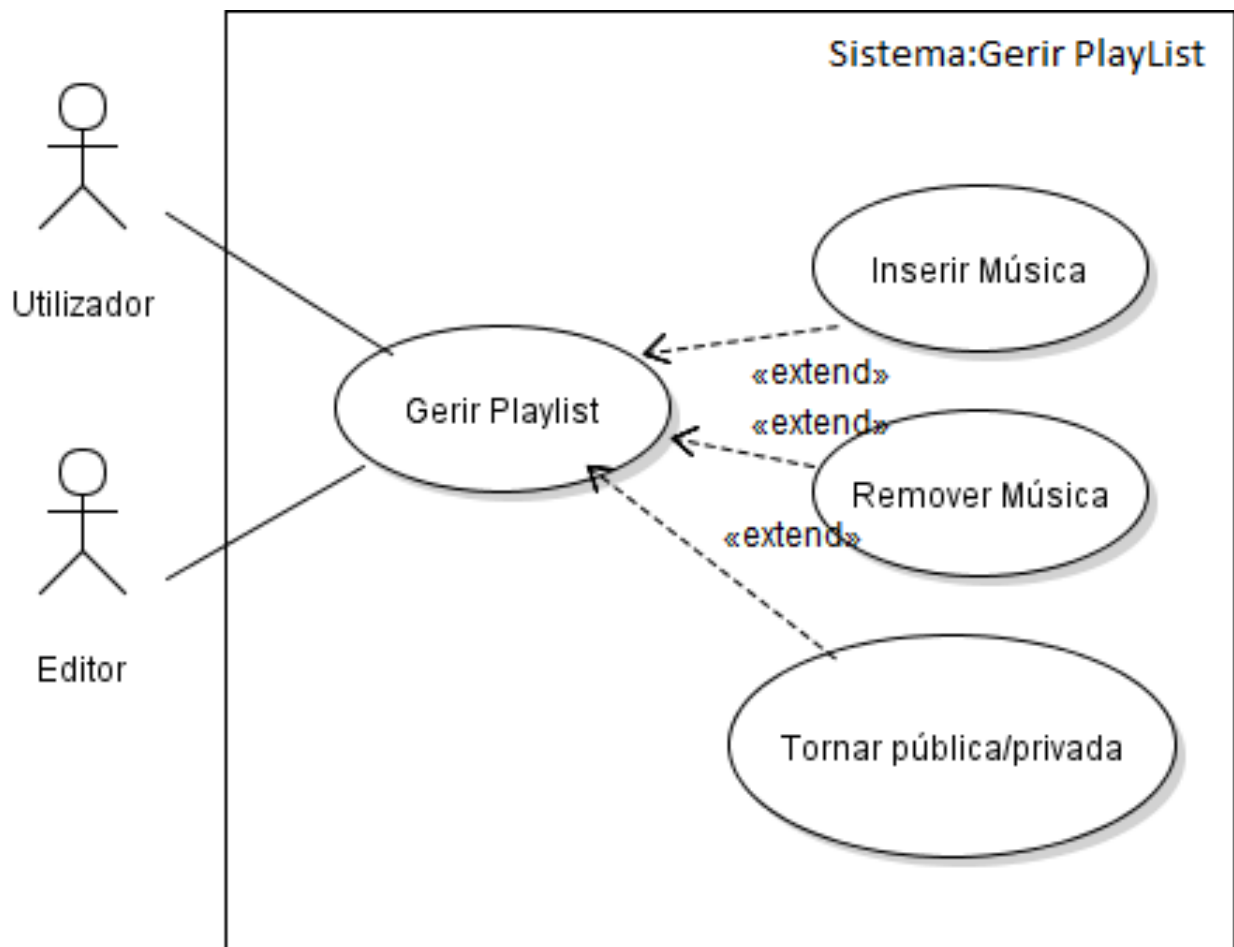 Sistema:Gerir PlayList
Utilizador
Inserir Música
«extend»
Gerir Playlist
«extend»
Remover Música
«extend»
Editor
Tornar pública/privada